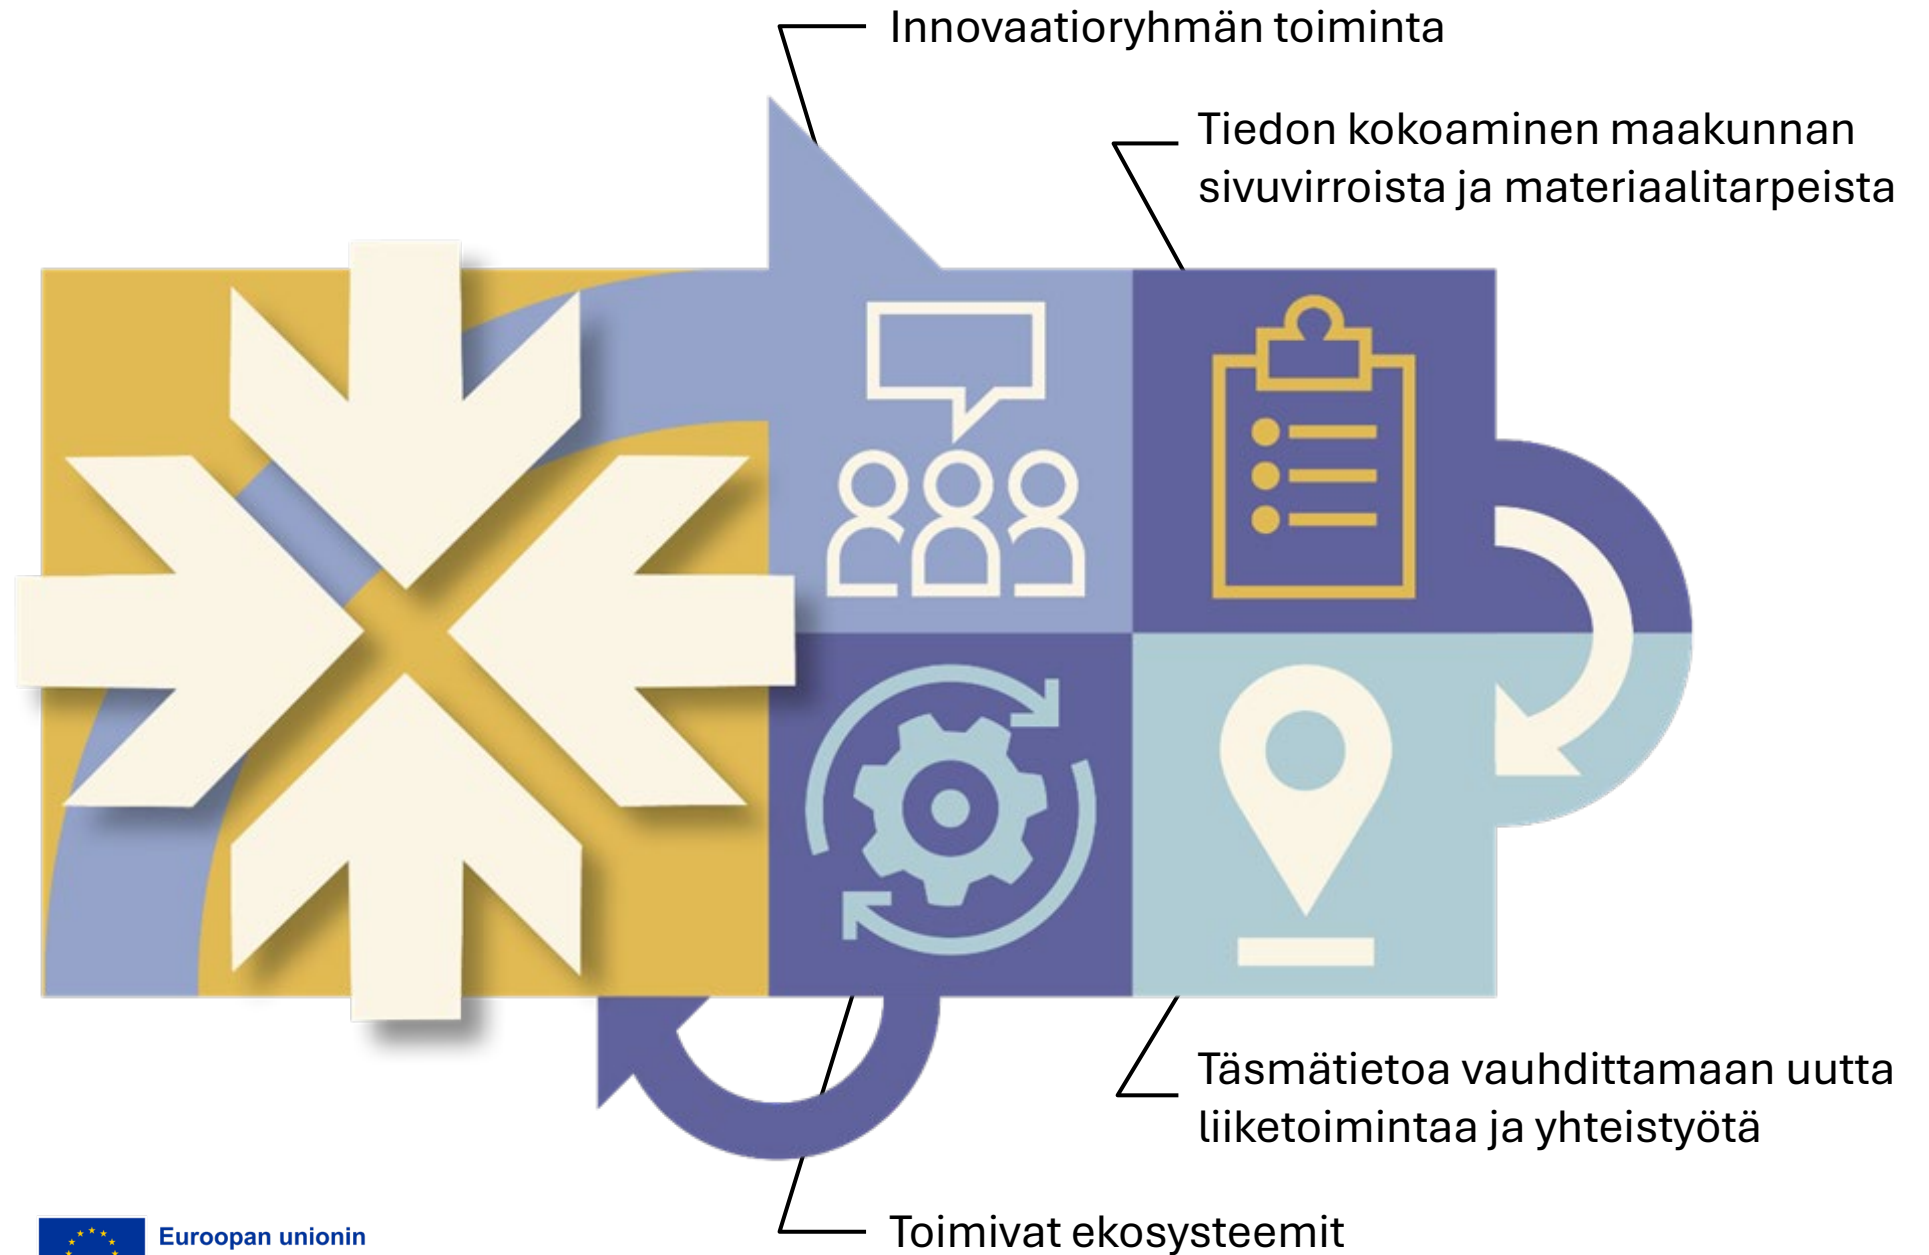 Innovaatioryhmän toiminta
Tiedon kokoaminen maakunnan
sivuvirroista ja materiaalitarpeista
Täsmätietoa vauhdittamaan uutta
liiketoimintaa ja yhteistyötä
Toimivat ekosysteemit
Euroopan unionin